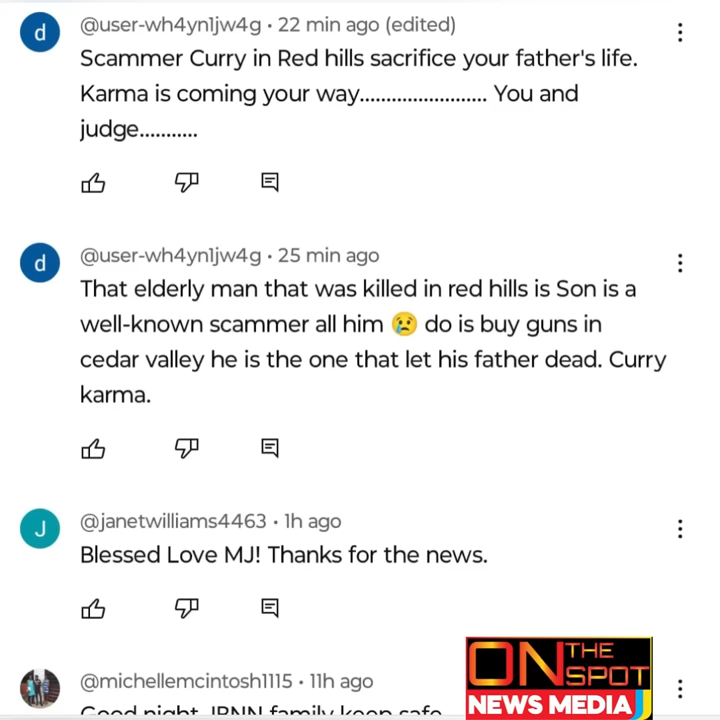 d
@user-wh4yn1jw4g • 22 min ago (edited)
Scammer Curry in Red hills sacrifice your father's life.
Karma is coming your way........................ You and
judge...........
d
@user-wh4yn1jw4g • 25 min ago
That elderly man that was killed in red hills is Son is a
well-known scammer all him 😢 do is buy guns in
cedar valley he is the one that let his father dead. Curry
karma.
J
@janetwilliams4463 • 1h ago
Blessed Love MJ! Thanks for the news.
@michellemcintosh1115 • 11h ago
Good night, family keep safe
ON THE
SPOT
NEWS MEDIA